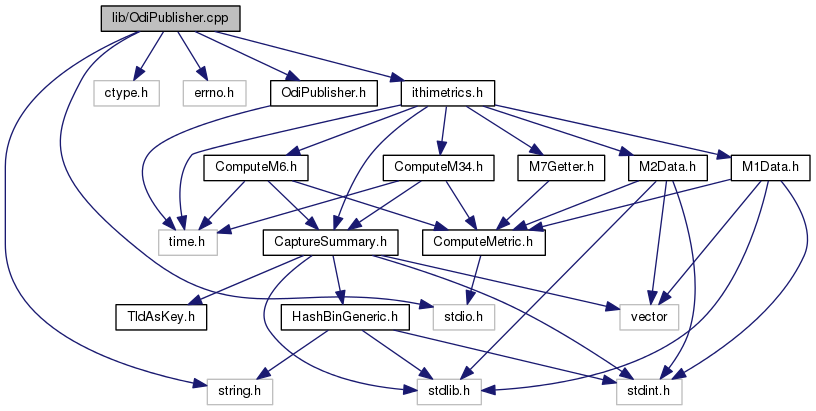 lib/OdiPublisher.cpp
ctype.h
errno.h
OdiPublisher.h
ithimetrics.h
ComputeM6.h
ComputeM34.h
M7Getter.h
M2Data.h
M1Data.h
time.h
CaptureSummary.h
ComputeMetric.h
TldAsKey.h
HashBinGeneric.h
stdio.h
vector
string.h
stdlib.h
stdint.h